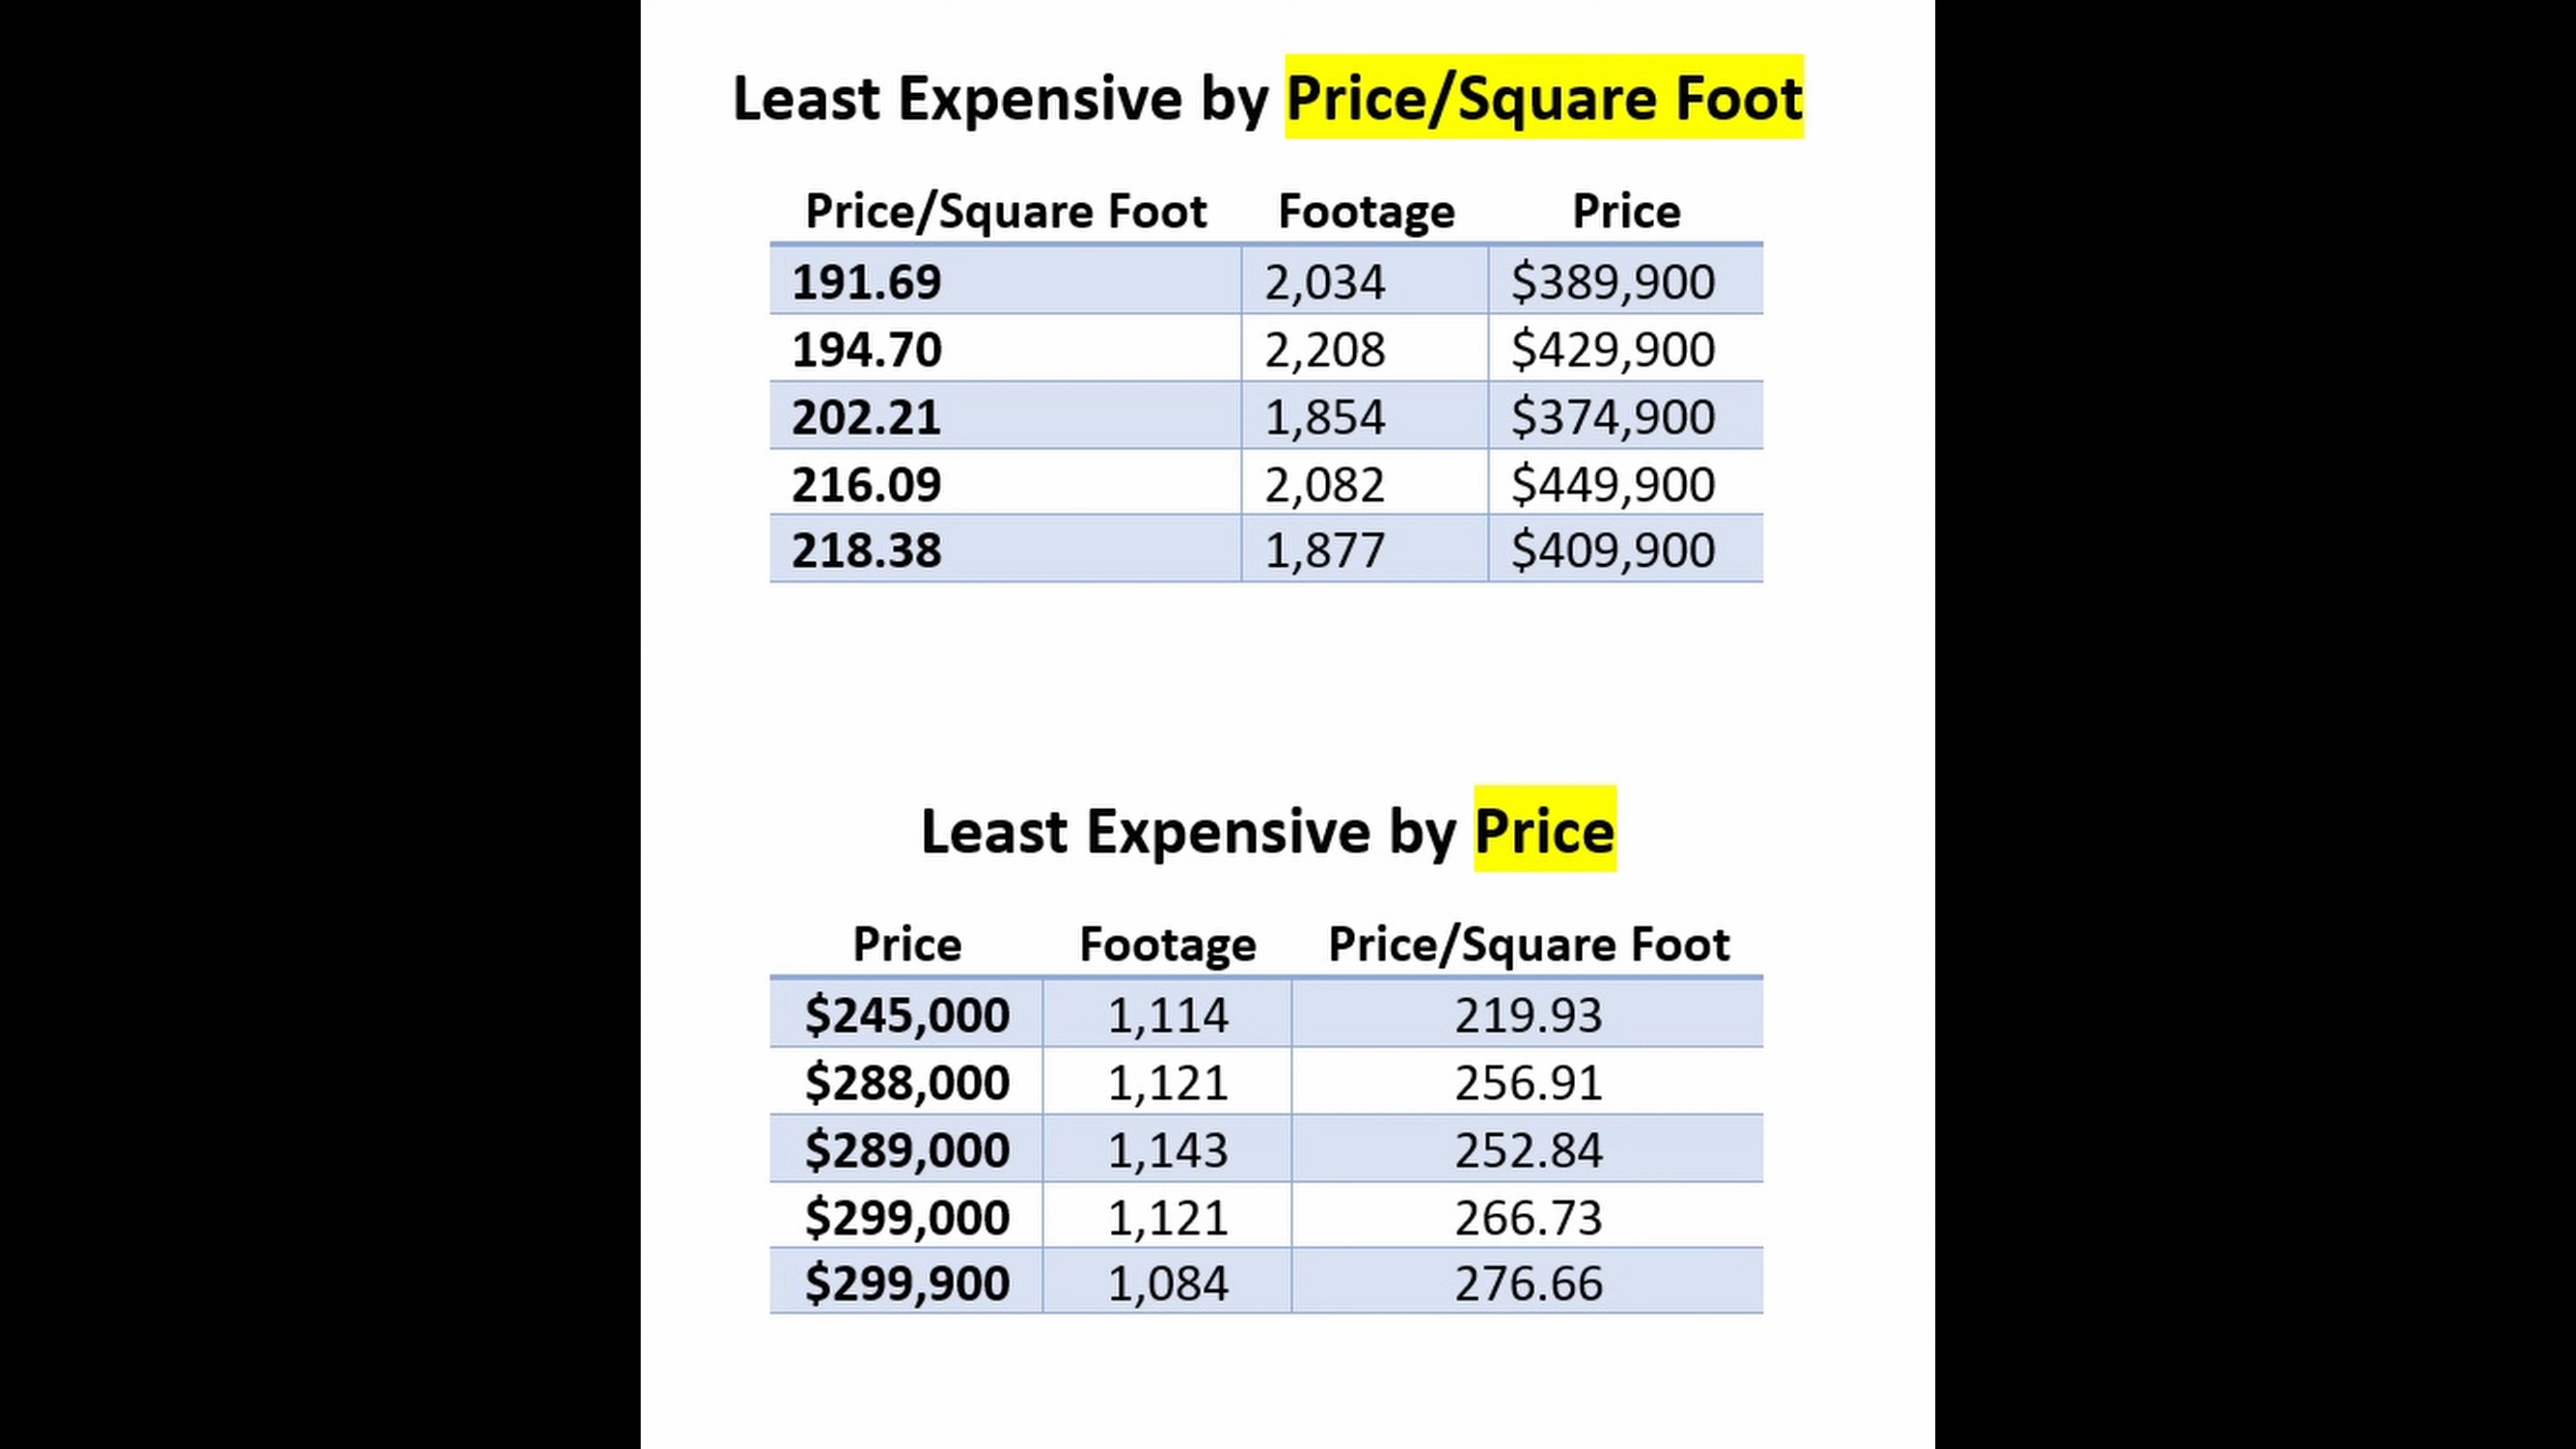 Least Expensive by Price/Square Foot
Price/Square Foot Footage Price
191.69 2,034 $389,900
194.70 2,208 $429,900
202.21 1,854 $374,900
216.09 2,082 $449,900
218.38 1,877 $409,900
Least Expensive by Price
Price Footage Price/Square Foot
$245,000 1,114 219.93
$288,000 1,121 256.91
$289,000 1,143 252.84
$299,000 1,121 266.73
$299,900 1,084 276.66